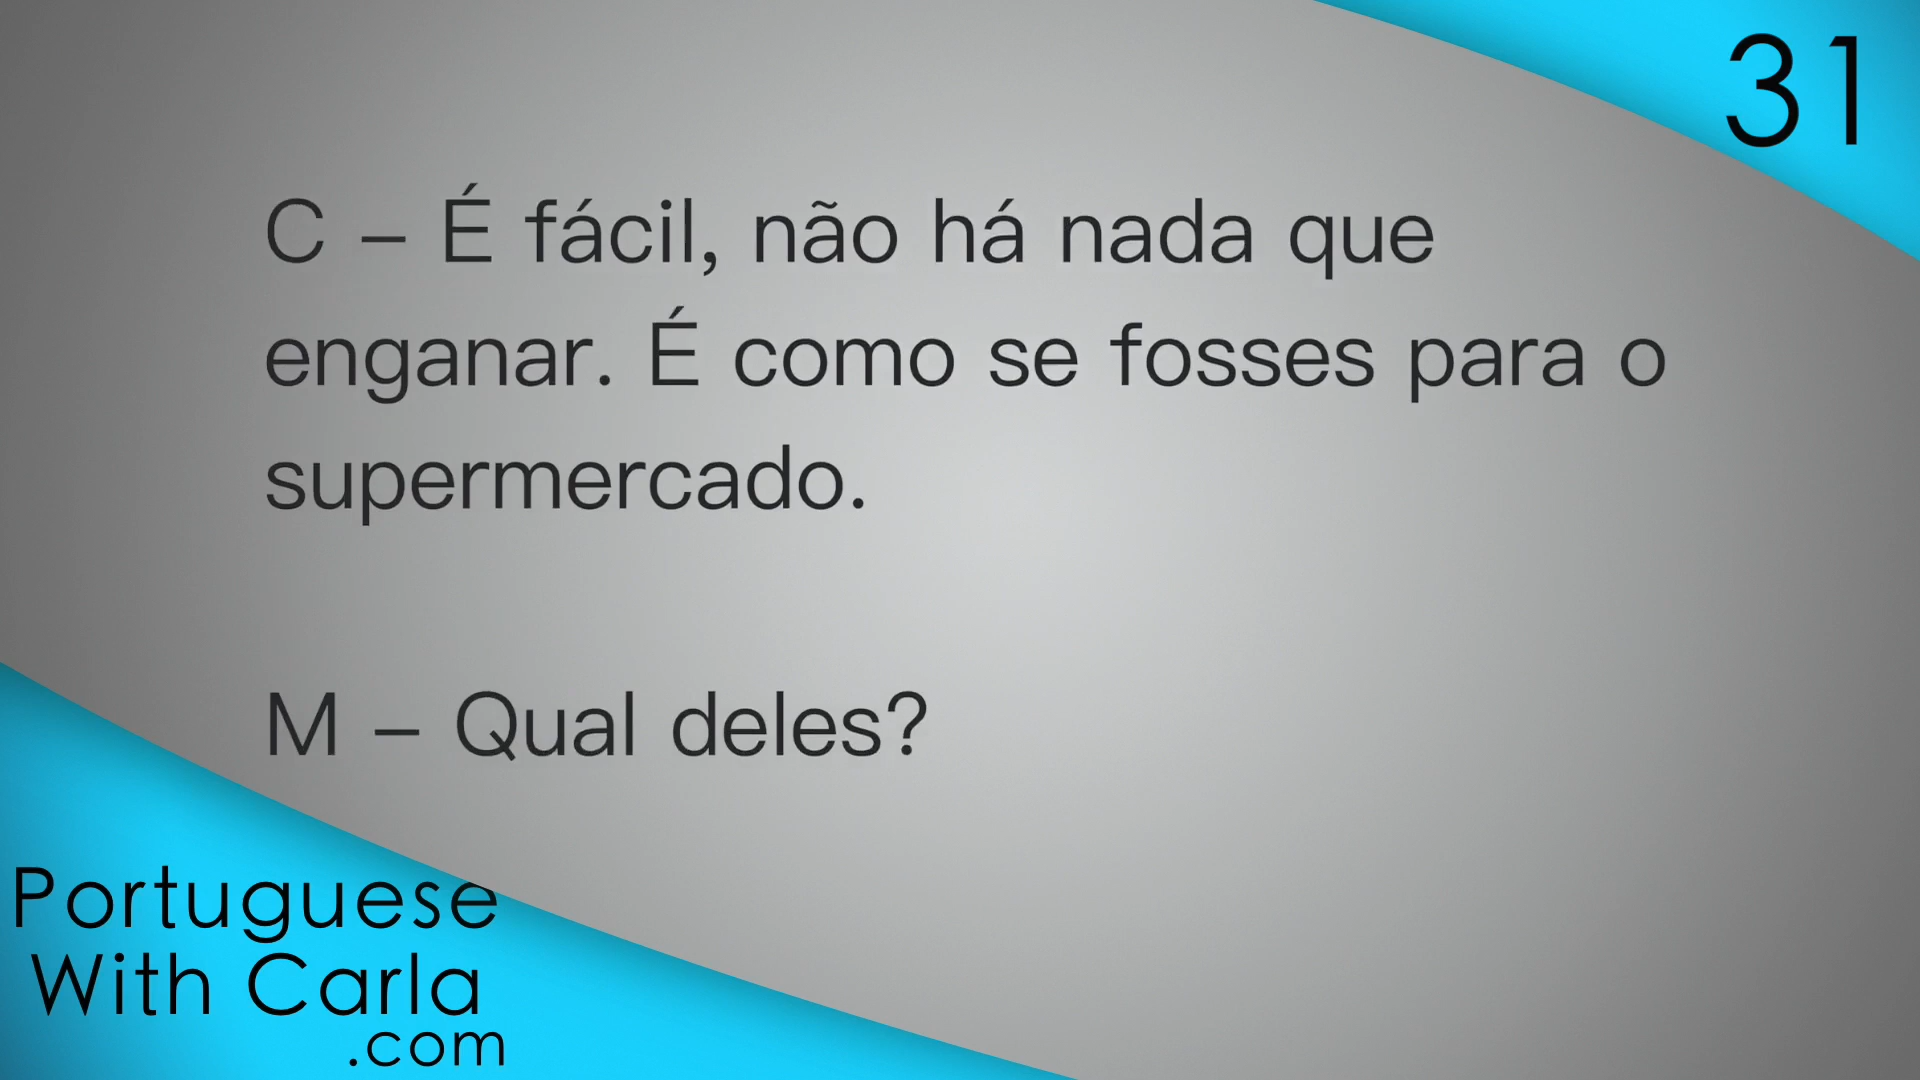 31
C – É fácil, não há nada que
enganar. É como se fosses para o
supermercado.
M – Qual deles?
Portuguese
With Carla
.com